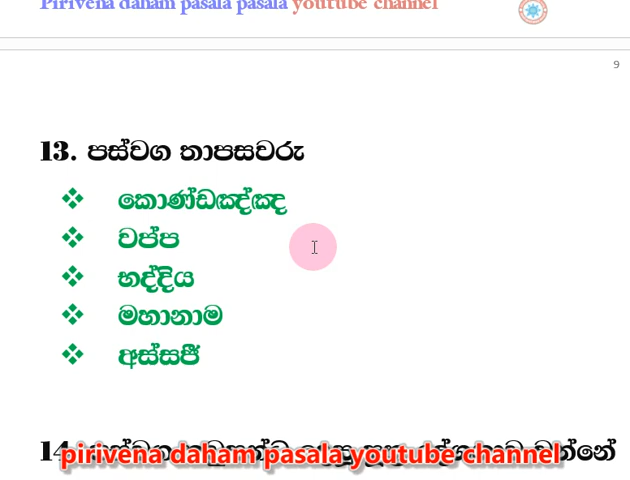 Pirivena daham pasala pasala youtube channel
9
13. පස්වග තාපසවරු
❖ කොණ්ඩඤ්ඤ
❖ වප්ප
❖ භද්දිය
❖ මහානාම
❖ අස්සජී
14
pirivena daham pasala youtube channel